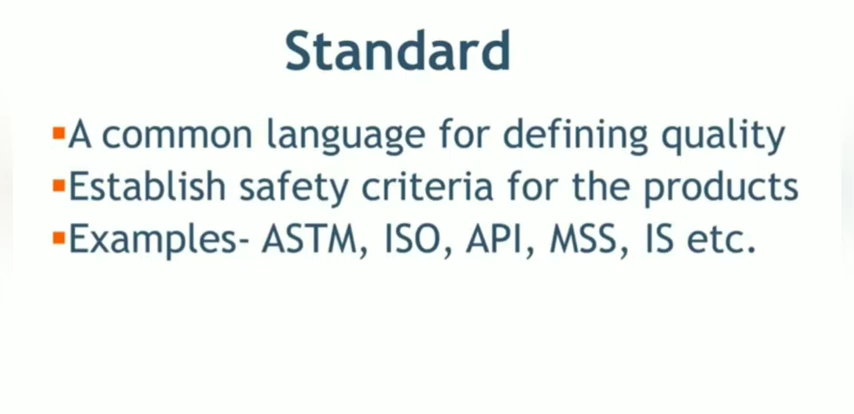 Standard
▪A common language for defining quality
▪Establish safety criteria for the products
▪Examples- ASTM, ISO, API, MSS, IS etc.